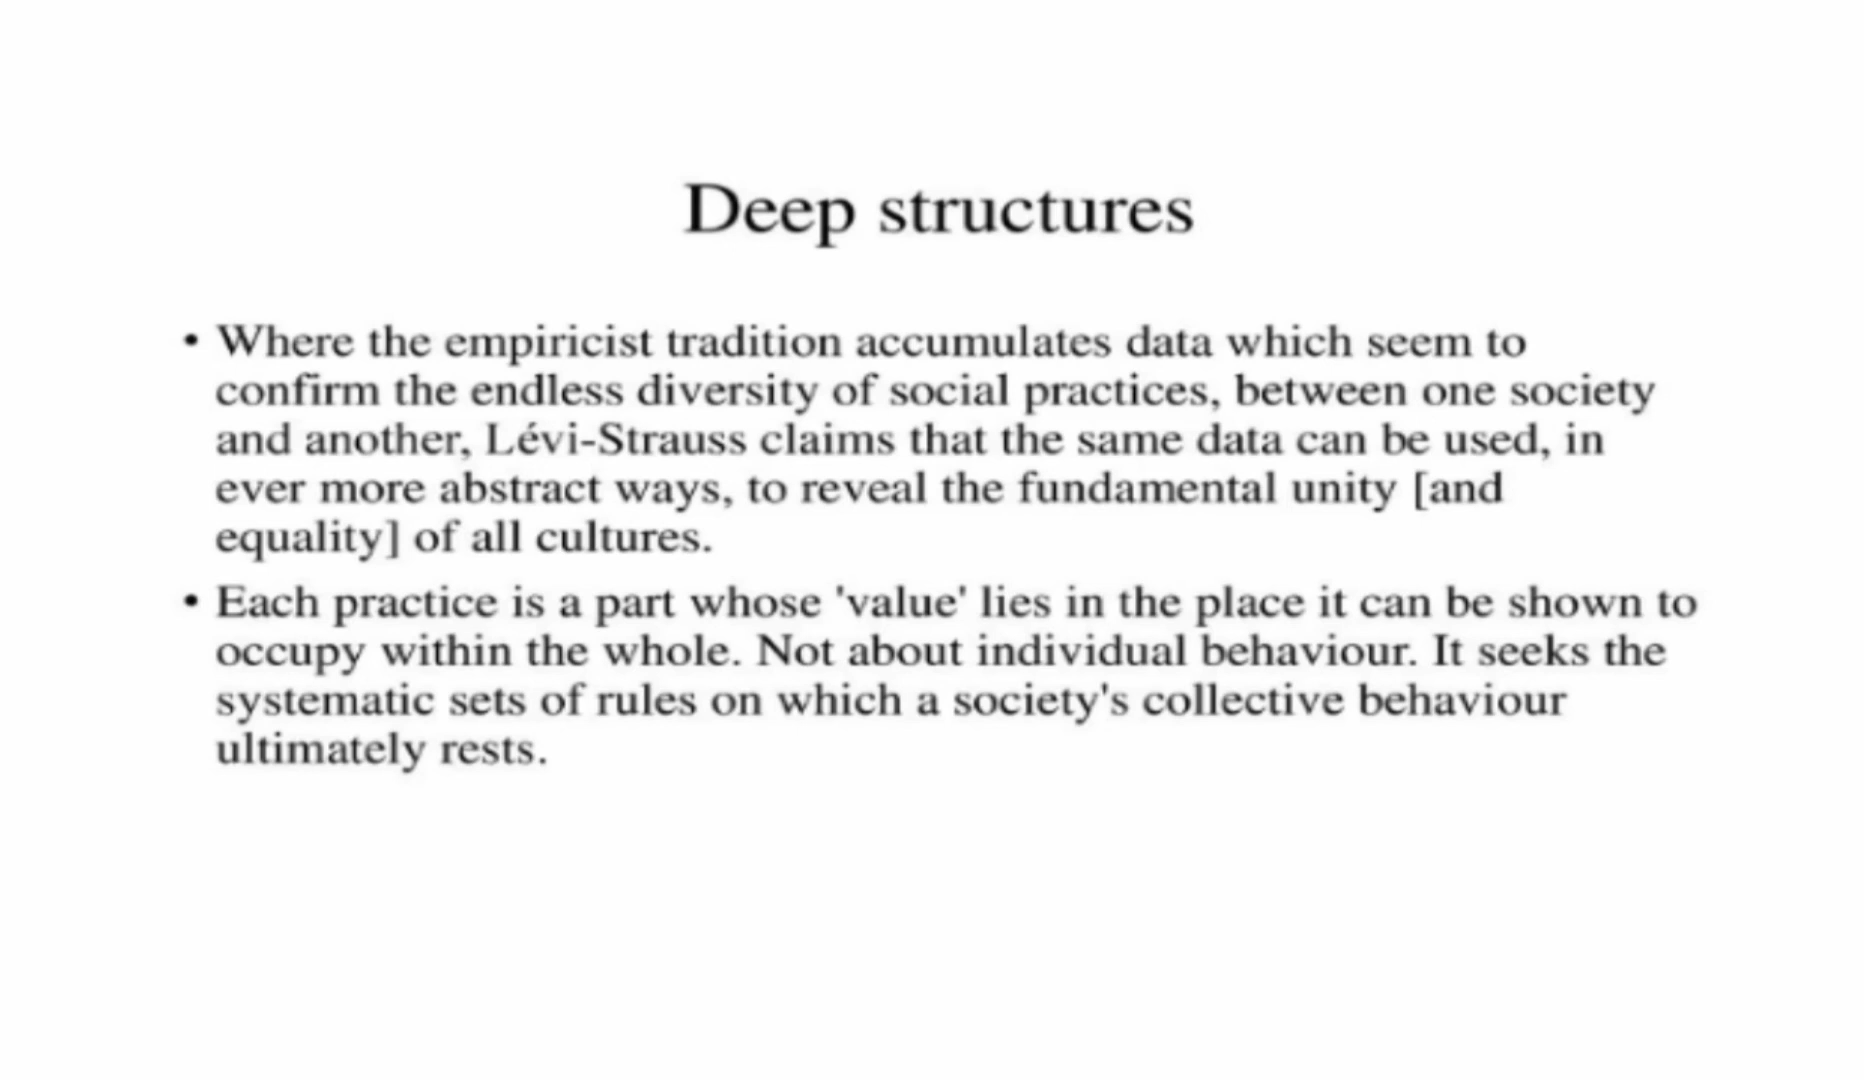 Deep structures
• Where the empiricist tradition accumulates data which seem to
confirm the endless diversity of social practices, between one society
and another, Lévi-Strauss claims that the same data can be used, in
ever more abstract ways, to reveal the fundamental unity [and
equality] of all cultures.
• Each practice is a part whose 'value' lies in the place it can be shown to
occupy within the whole. Not about individual behaviour. It seeks the
systematic sets of rules on which a society's collective behaviour
ultimately rests.